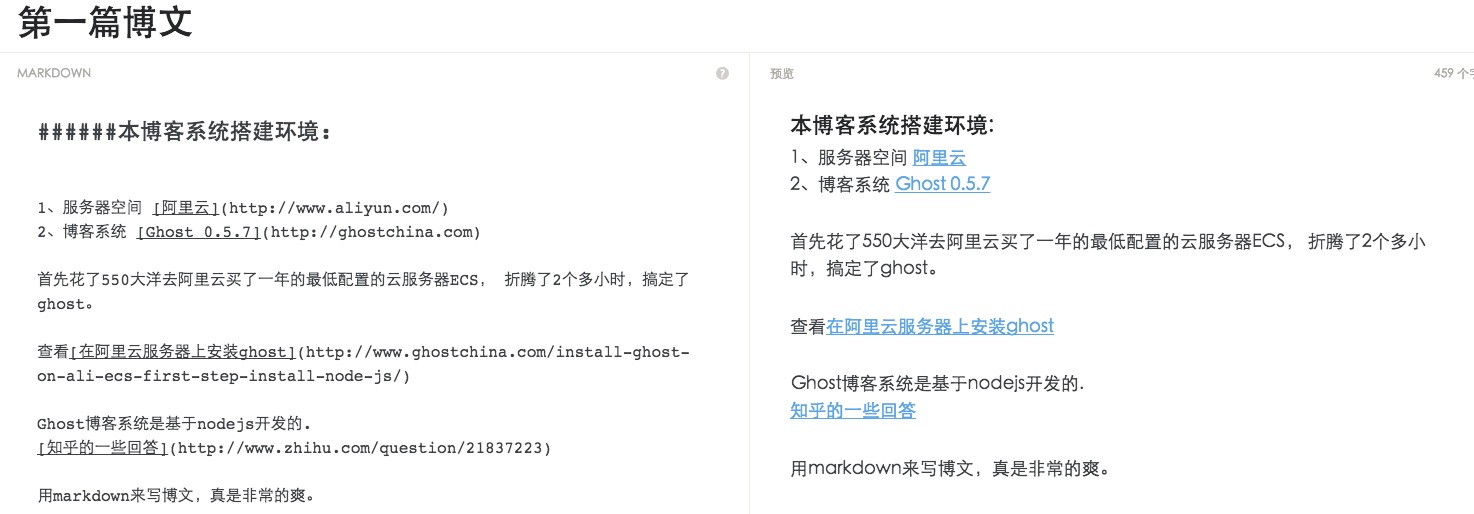 第一篇博文
MARKDOWN
?
######本博客系统搭建环境：
1、服务器空间 [阿里云](http://www.aliyun.com/)
2、博客系统 [Ghost 0.5.7](http://ghostchina.com)
首先花了550大洋去阿里云买了一年的最低配置的云服务器ECS， 折腾了2个多小时，搞定了
ghost。
查看[在阿里云服务器上安装ghost](http://www.ghostchina.com/install-ghost-
on-ali-ecs-first-step-install-node-js/)
Ghost博客系统是基于nodejs开发的.
[知乎的一些回答](http://www.zhihu.com/question/21837223)
用markdown来写博文，真是非常的爽。
预览
459 个
本博客系统搭建环境:
1、服务器空间 阿里云
2、博客系统 Ghost 0.5.7
首先花了550大洋去阿里云买了一年的最低配置的云服务器ECS， 折腾了2个多小
时，搞定了ghost。
查看在阿里云服务器上安装ghost
Ghost博客系统是基于nodejs开发的.
知乎的一些回答
用markdown来写博文，真是非常的爽。